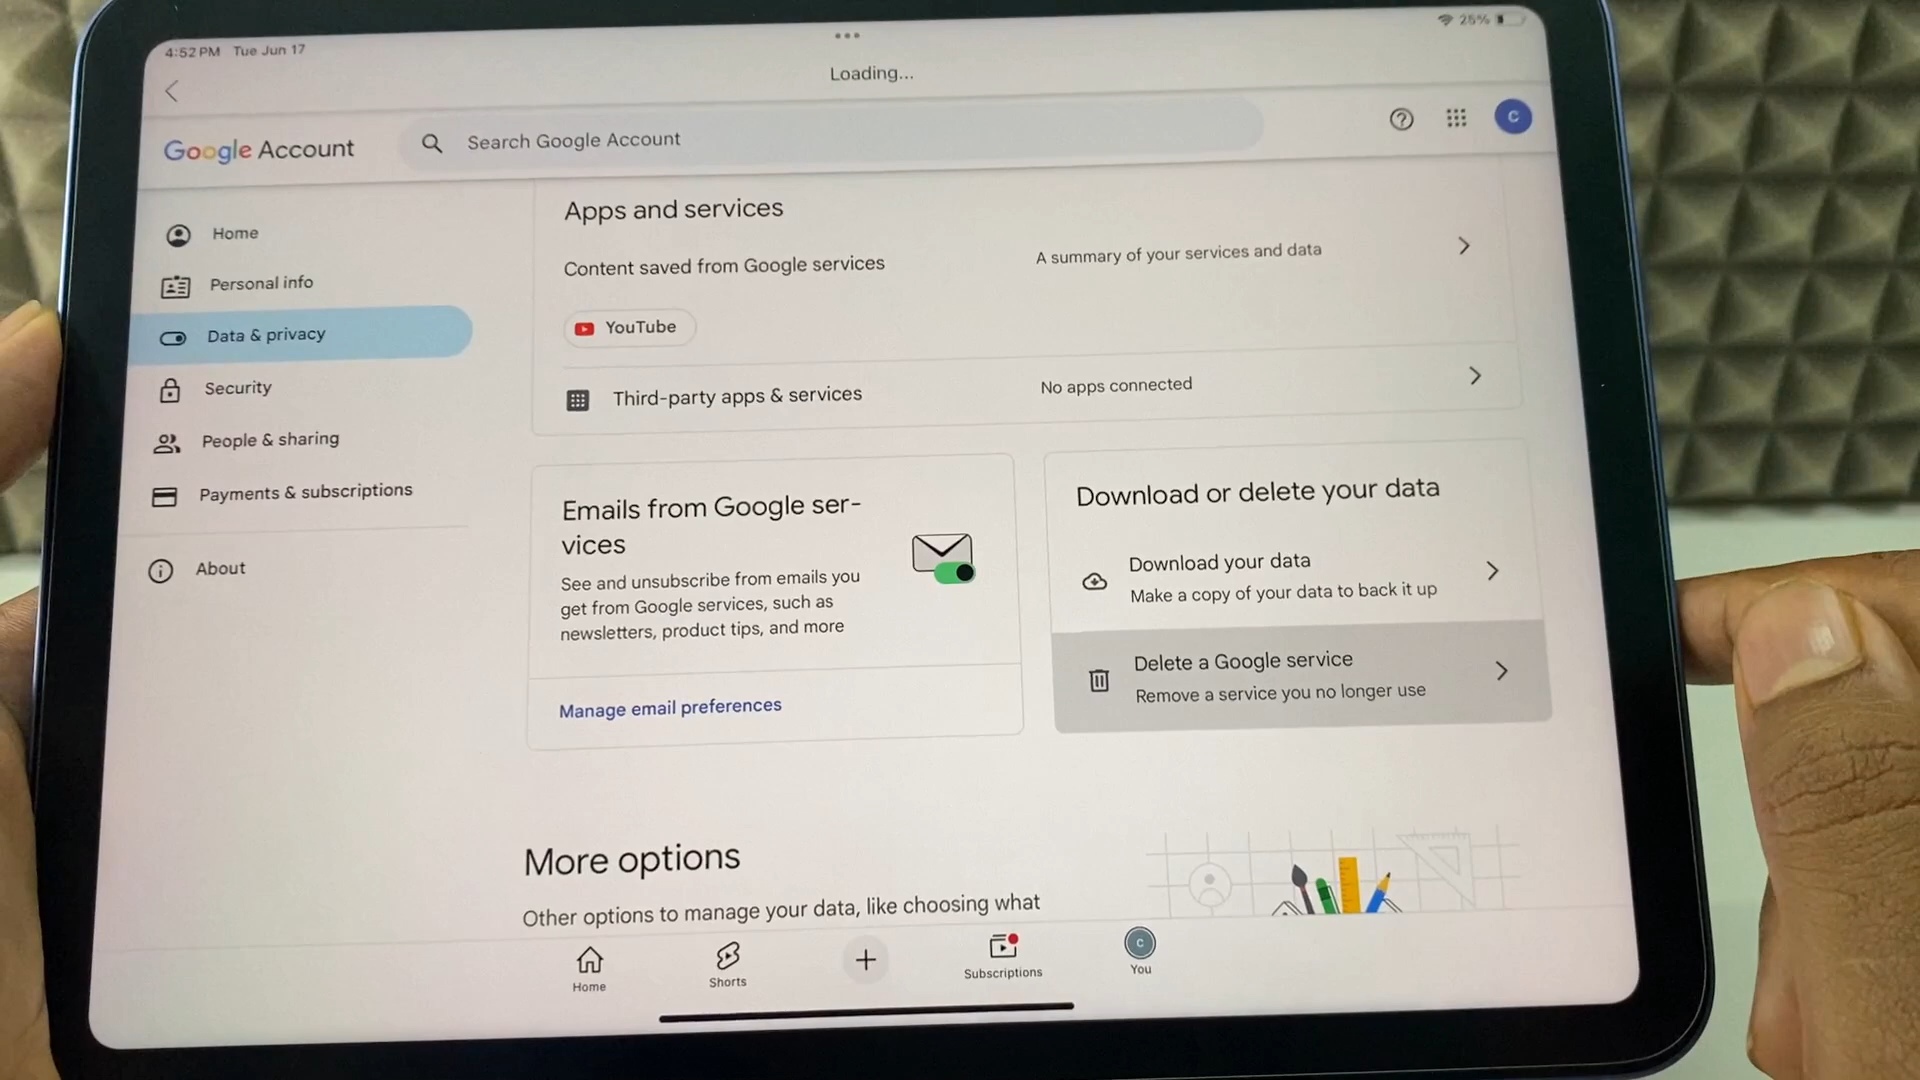 4:52 PM Tue Jun 17
25%
Loading...
Google Account
Search Google Account
C
Home
Personal info
Data & privacy
Security
People & sharing
Payments & subscriptions
About
Apps and services
Content saved from Google services
A summary of your services and data
YouTube
Third-party apps & services
No apps connected
Emails from Google ser-
vices
See and unsubscribe from emails you
get from Google services, such as
newsletters, product tips, and more
Manage email preferences
Download or delete your data
Download your data
Make a copy of your data to back it up
Delete a Google service
Remove a service you no longer use
More options
Other options to manage your data, like choosing what
Home
Shorts
Subscriptions
C
You